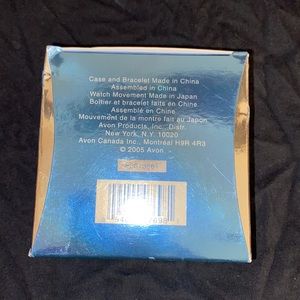 Case and Bracelet Made in China
Assembled in China
Watch Movement Made in Japan
Boîtier et bracelet faits en Chine
Assemblé en Chine
Mouvement de la montre fait au Japon
Avon Products, Inc., Distr.
New York, N.Y. 10020
Avon Canada Inc., Montréal H9R 4R3
© 2005 Avon